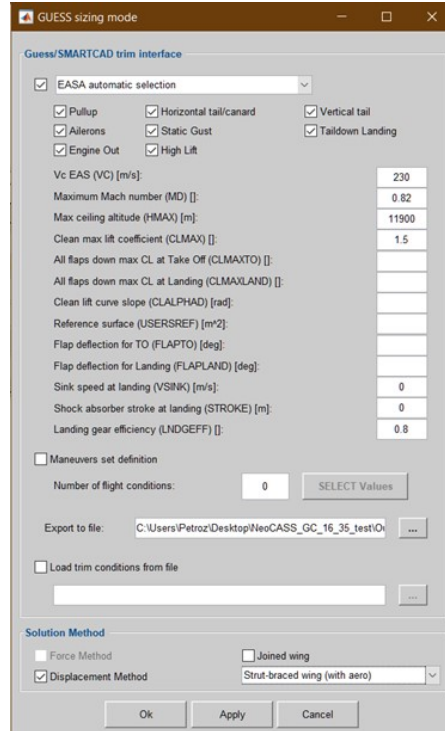 GUESS sizing mode
Guess/SMARTCAD trim interface
EASA automatic selection
Pullup Horizontal tail/canard Vertical tail
Ailerons Static Gust Taildown Landing
Engine Out High Lift
Vc EAS (VC) [m/s]: 230
Maximum Mach number (MD) []: 0.82
Max ceiling altitude (HMAX) [m]: 11900
Clean max lift coefficient (CLMAX) []: 1.5
All flaps down max CL at Take Off (CLMAXTO) []:
All flaps down max CL at Landing (CLMAXLAND) []:
Clean lift curve slope (CLALPHAD) [rad]:
Reference surface (USERSREF) [m^2]:
Flap deflection for TO (FLAPTO) [deg]:
Flap deflection for Landing (FLAPLAND) [deg]:
Sink speed at landing (VSINK) [m/s]: 0
Shock absorber stroke at landing (STROKE) [m]: 0
Landing gear efficiency (LNDGEFF) []: 0.8
Maneuvers set definition
Number of flight conditions: 0 SELECT Values
Export to file: C:\Users\Petroz\Desktop\NeoCASS_GC_16_35_test\Ou ...
Load trim conditions from file
...
Solution Method
Force Method Joined wing
Displacement Method Strut-braced wing (with aero)
Ok Apply Cancel